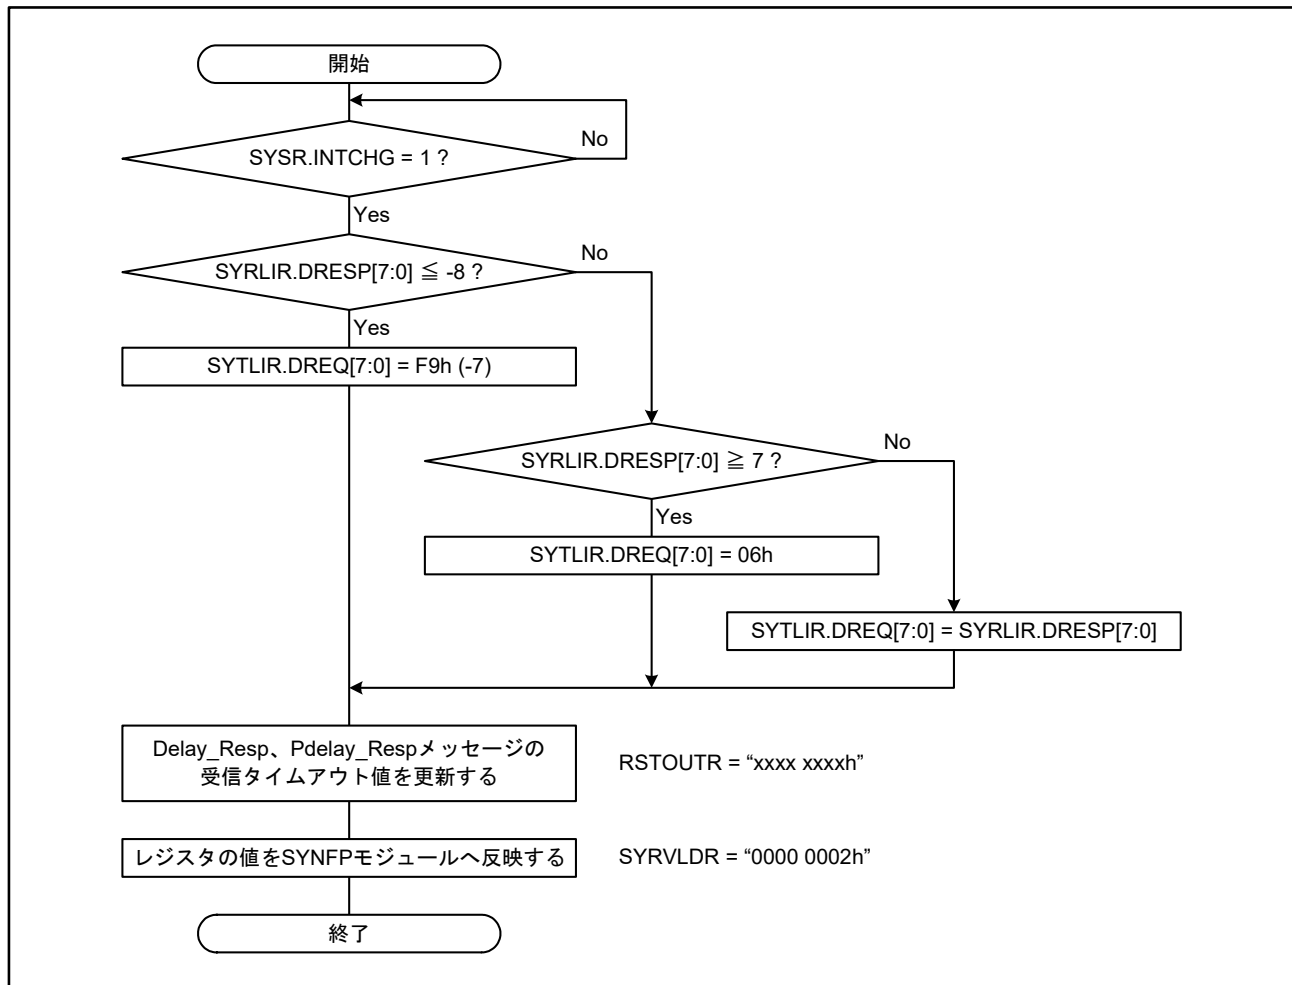 開始
No
SYSR.INTCHG = 1 ?
Yes
No
SYRLIR.DRESP[7:0] ≦ -8 ?
Yes
SYTLIR.DREQ[7:0] = F9h (-7)
No
SYRLIR.DRESP[7:0] ≧ 7 ?
Yes
SYTLIR.DREQ[7:0] = 06h
SYTLIR.DREQ[7:0] = SYRLIR.DRESP[7:0]
Delay_Resp、Pdelay_Respメッセージの
受信タイムアウト値を更新する
RSTOUTR = “xxxx xxxxh”
レジスタの値をSYNFPモジュールへ反映する
SYRVLDR = “0000 0002h”
終了